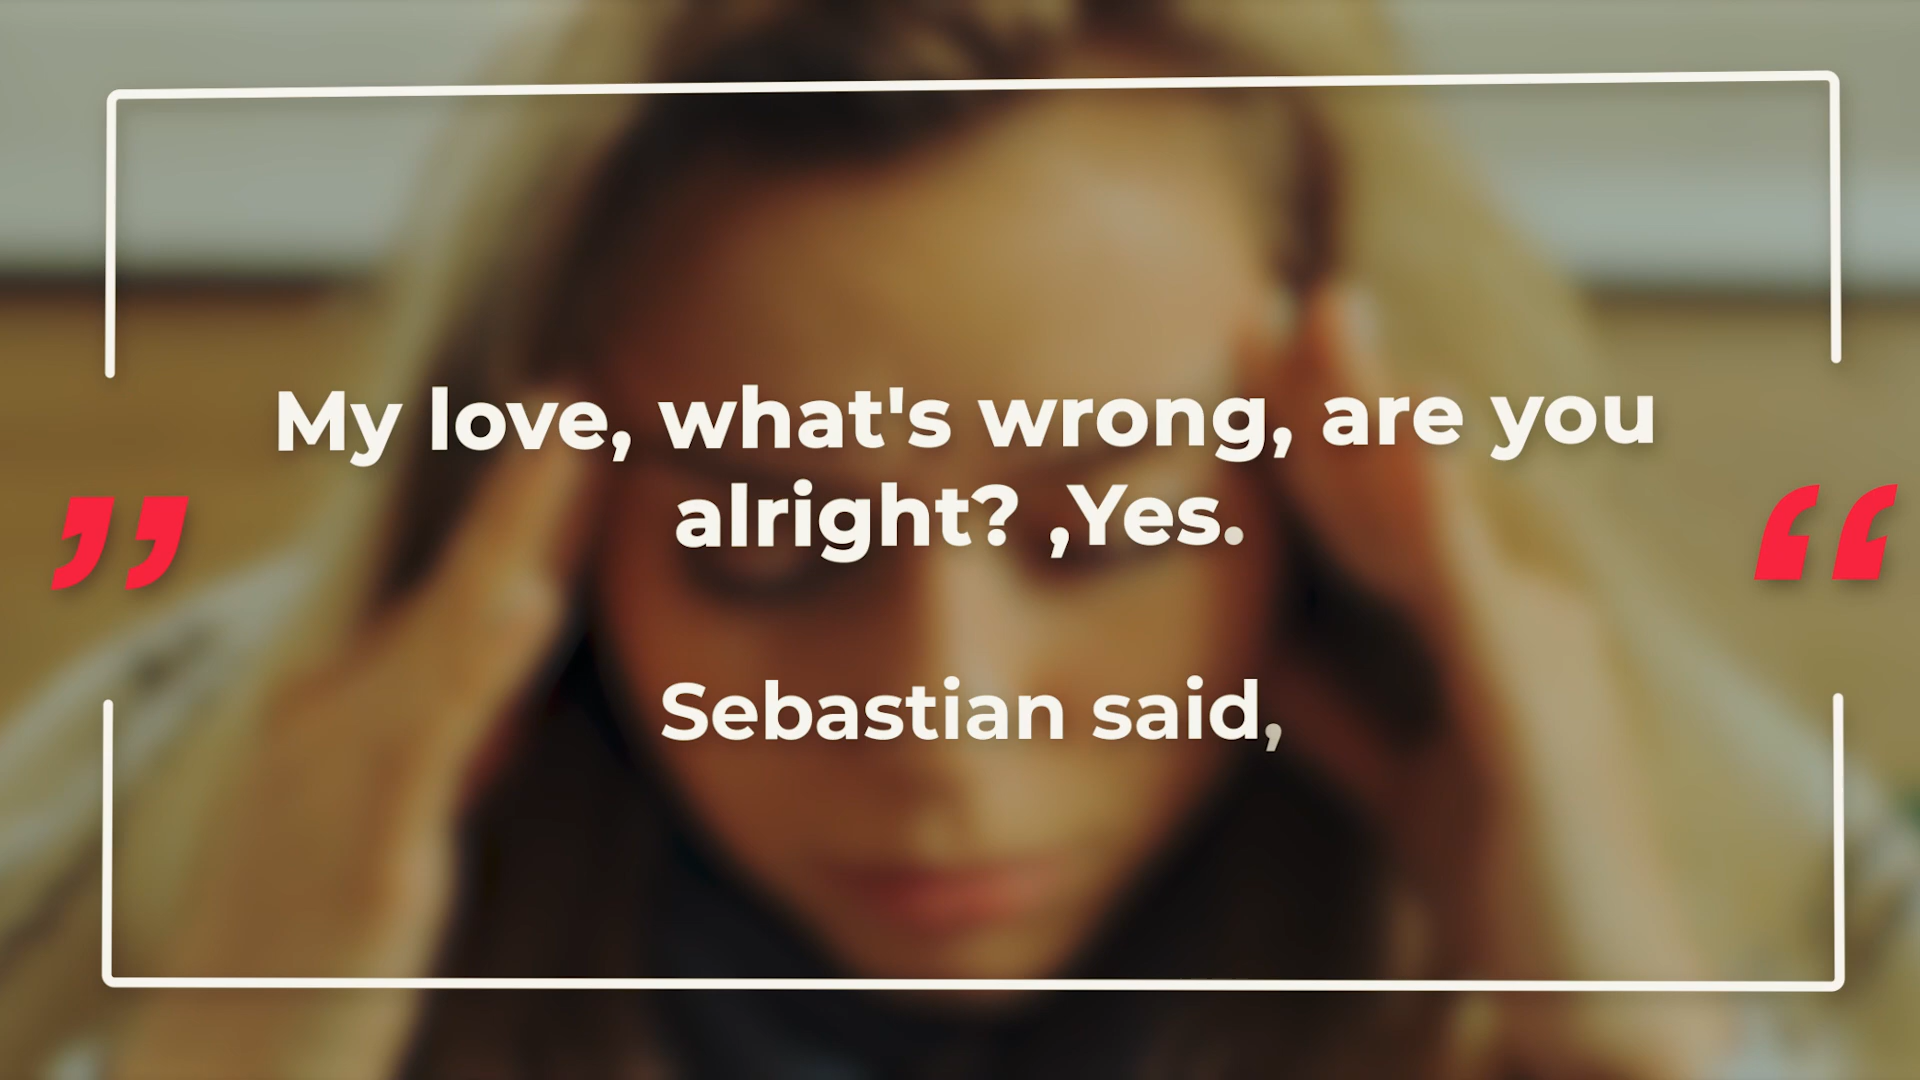 My love, what's wrong, are you
alright? ,Yes.
Sebastian said,